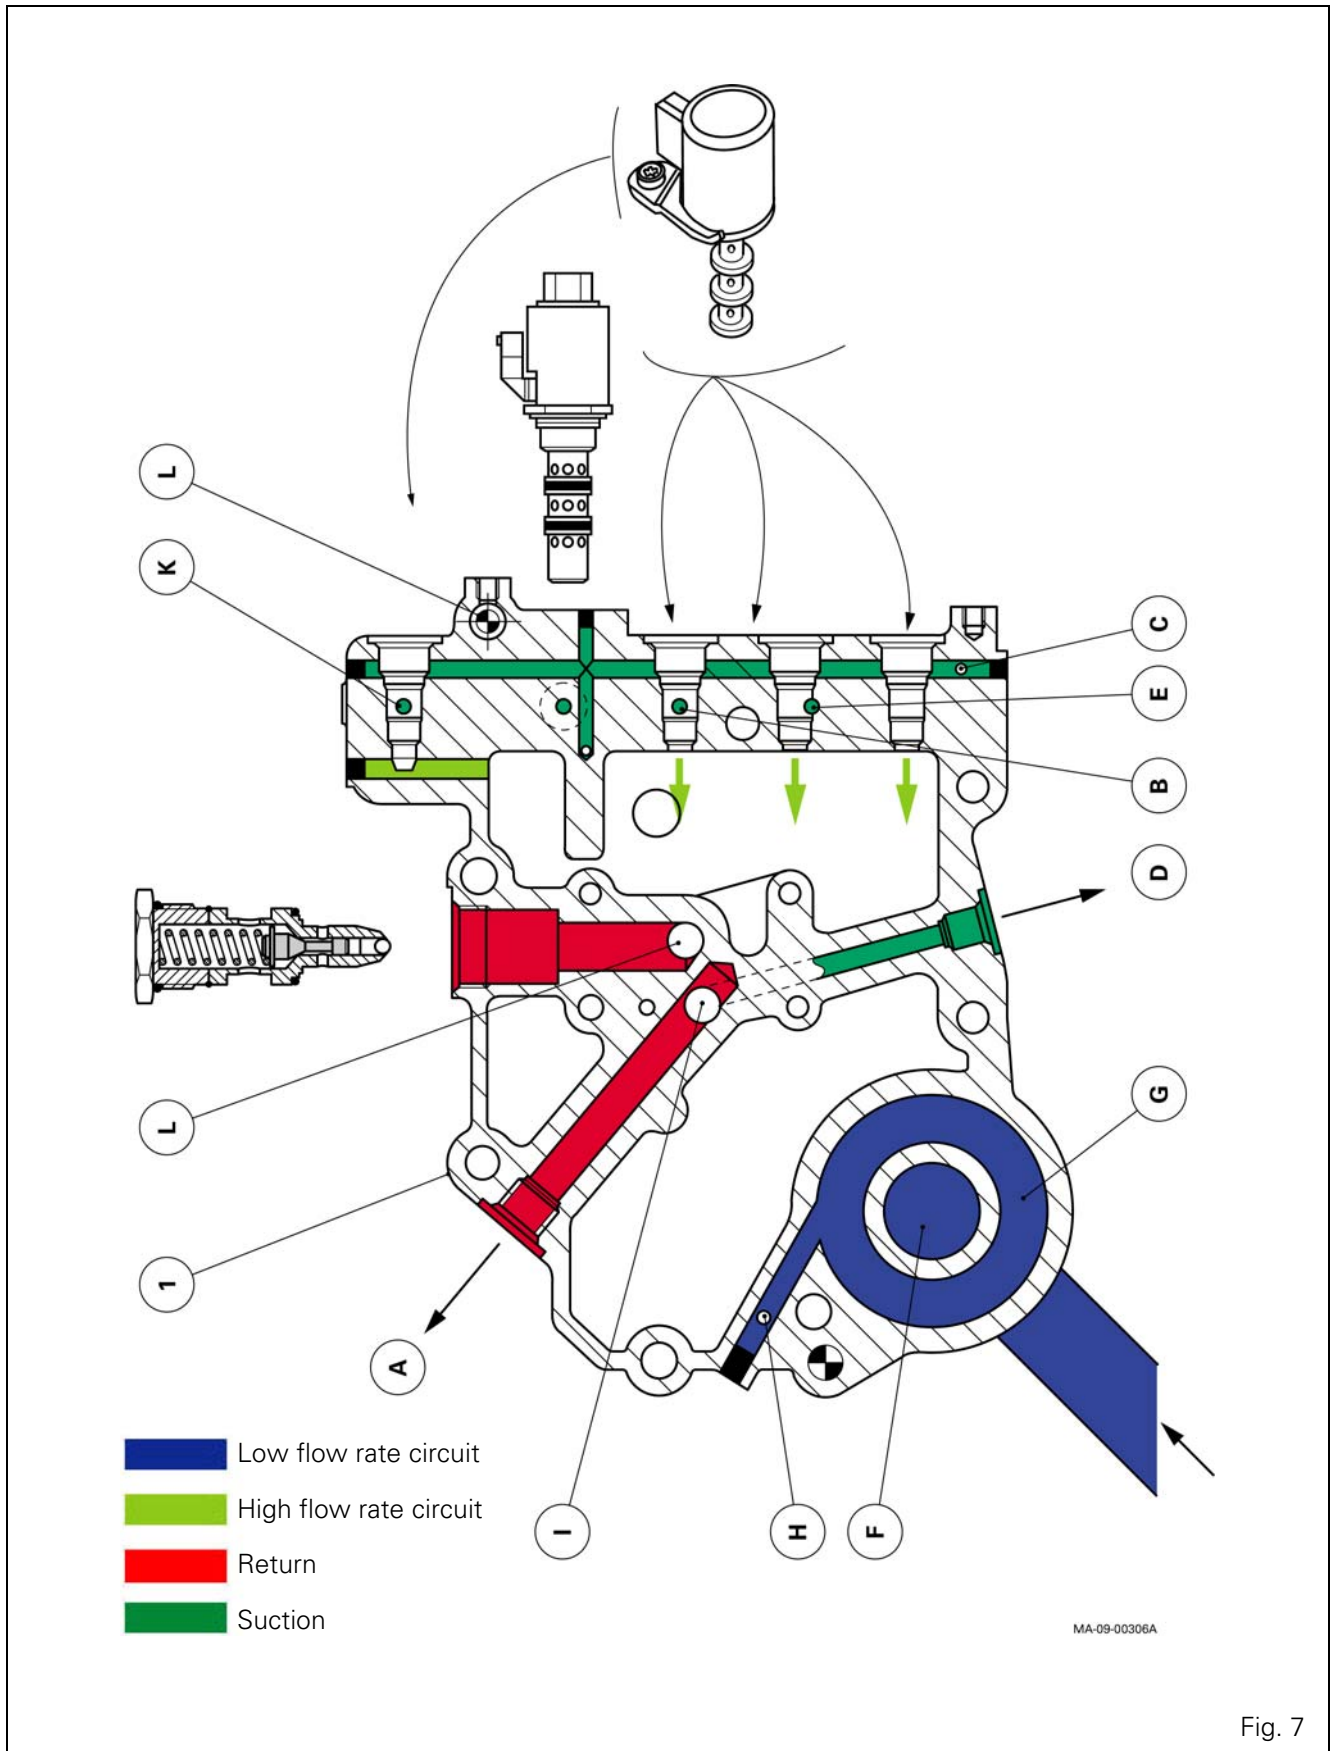 L
K
C
E
B
D
L
G
1
A
I
H
F
Low flow rate circuit
High flow rate circuit
Return
Suction
MA-09-00306A
Fig. 7